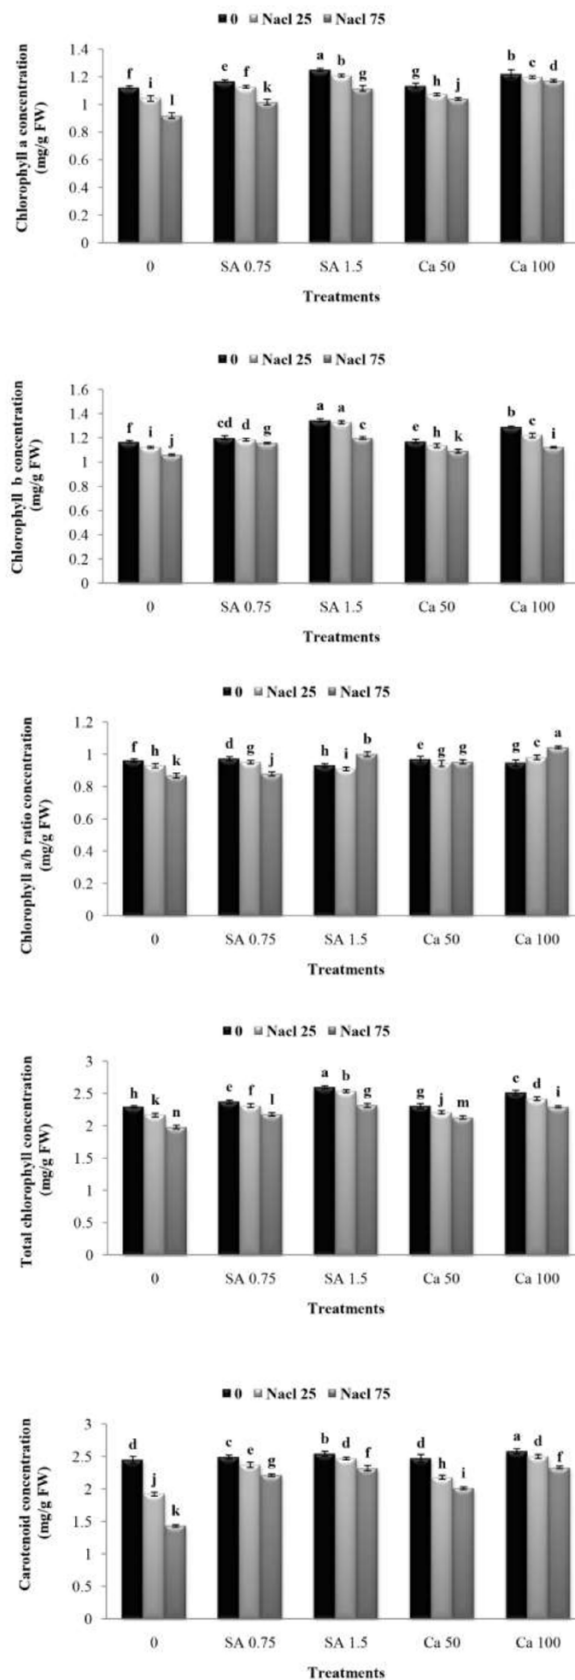 0 Nacl 25 Nacl 75
Chlorophyll a concentration
(mg/g FW)
1.4
1.2
1
0.8
0.6
0.4
0.2
0
f i l e f k a b g g h j b c d
0 SA 0.75 SA 1.5 Ca 50 Ca 100
Treatments
0 Nacl 25 Nacl 75
Chlorophyll b concentration
(mg/g FW)
1.6
1.4
1.2
1
0.8
0.6
0.4
0.2
0
f i j cd d g a a c e h k b c i
0 SA 0.75 SA 1.5 Ca 50 Ca 100
Treatments
0 Nacl 25 Nacl 75
Chlorophyll a/b ratio concentration
(mg/g FW)
1.2
1
0.8
0.6
0.4
0.2
0
f h k d g j h i b e g g g c a
0 SA 0.75 SA 1.5 Ca 50 Ca 100
Treatments
0 Nacl 25 Nacl 75
Total chlorophyll concentration
(mg/g FW)
3
2.5
2
1.5
1
0.5
0
h k n e f l a b g g j m c d i
0 SA 0.75 SA 1.5 Ca 50 Ca 100
Treatments
0 Nacl 25 Nacl 75
Carotenoid concentration
(mg/g FW)
3
2.5
2
1.5
1
0.5
0
d j k c e g b d f d h i a d f
0 SA 0.75 SA 1.5 Ca 50 Ca 100
Treatments